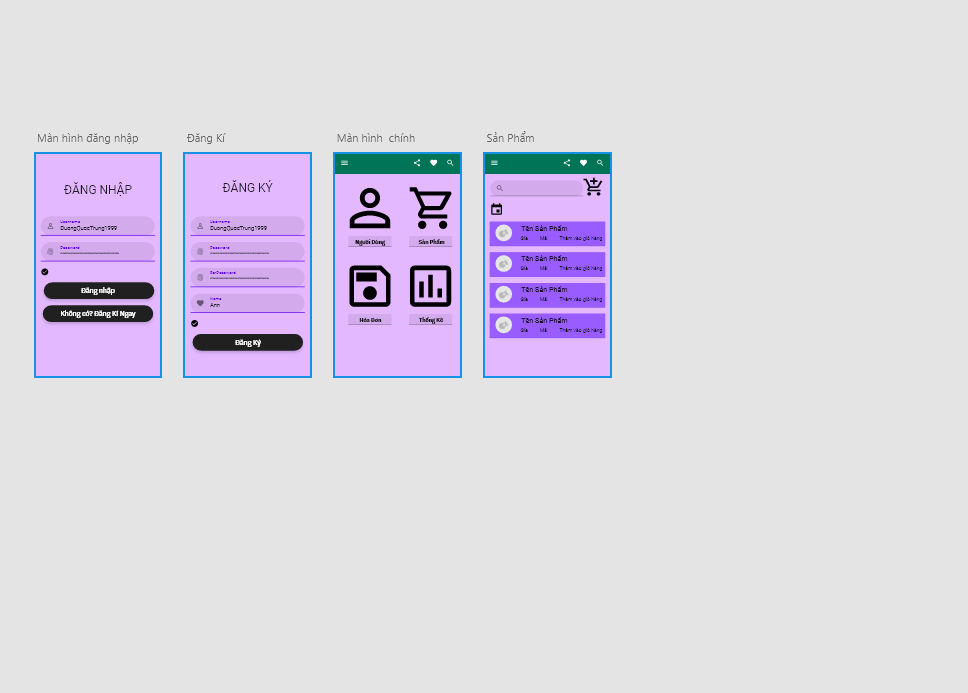 Màn hình đăng nhập
ĐĂNG NHẬP
Username
DuongQuocTrung1999
Password
Đăng nhập
Không có? Đăng Kí Ngay
Đăng Kí
ĐĂNG KÝ
Username
DuongQuocTrung1999
Password
Name
Ann
Đăng Ký
Màn hình chính
Người Dùng
Sản Phẩm
Hóa Đơn
Thống Kê
Sản Phẩm
Tên Sản Phẩm
Giá Mã Thêm vào giỏ hàng
Tên Sản Phẩm
Giá Mã Thêm vào giỏ hàng
Tên Sản Phẩm
Giá Mã Thêm vào giỏ hàng
Tên Sản Phẩm
Giá Mã Thêm vào giỏ hàng